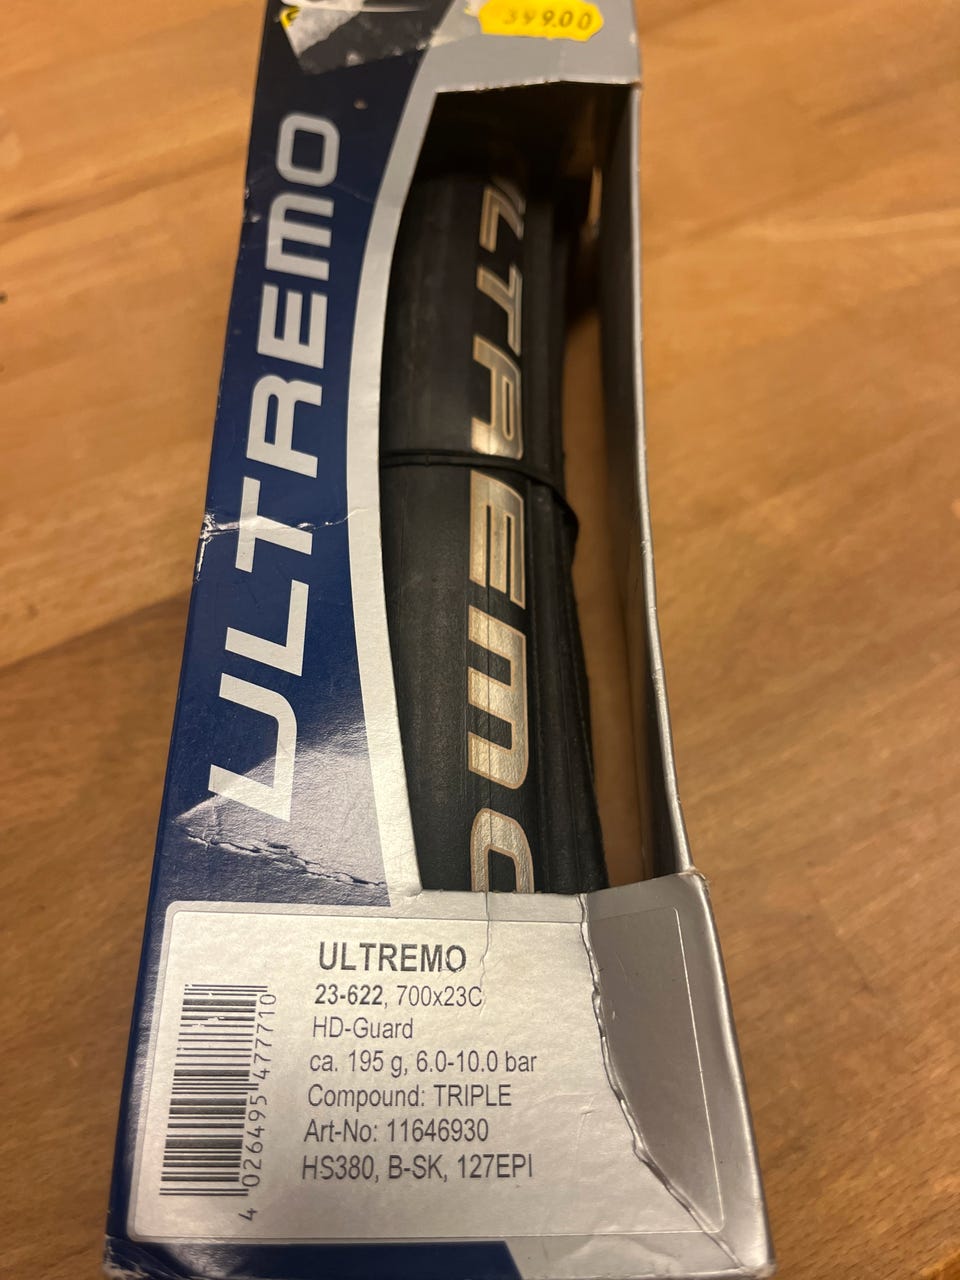 399.00
ULTREMO
ULTREMO
ULTREMO
23-622, 700x23C
HD-Guard
ca. 195 g, 6.0-10.0 bar
Compound: TRIPLE
Art-No: 11646930
HS380, B-SK, 127EPI
4 026495 477710